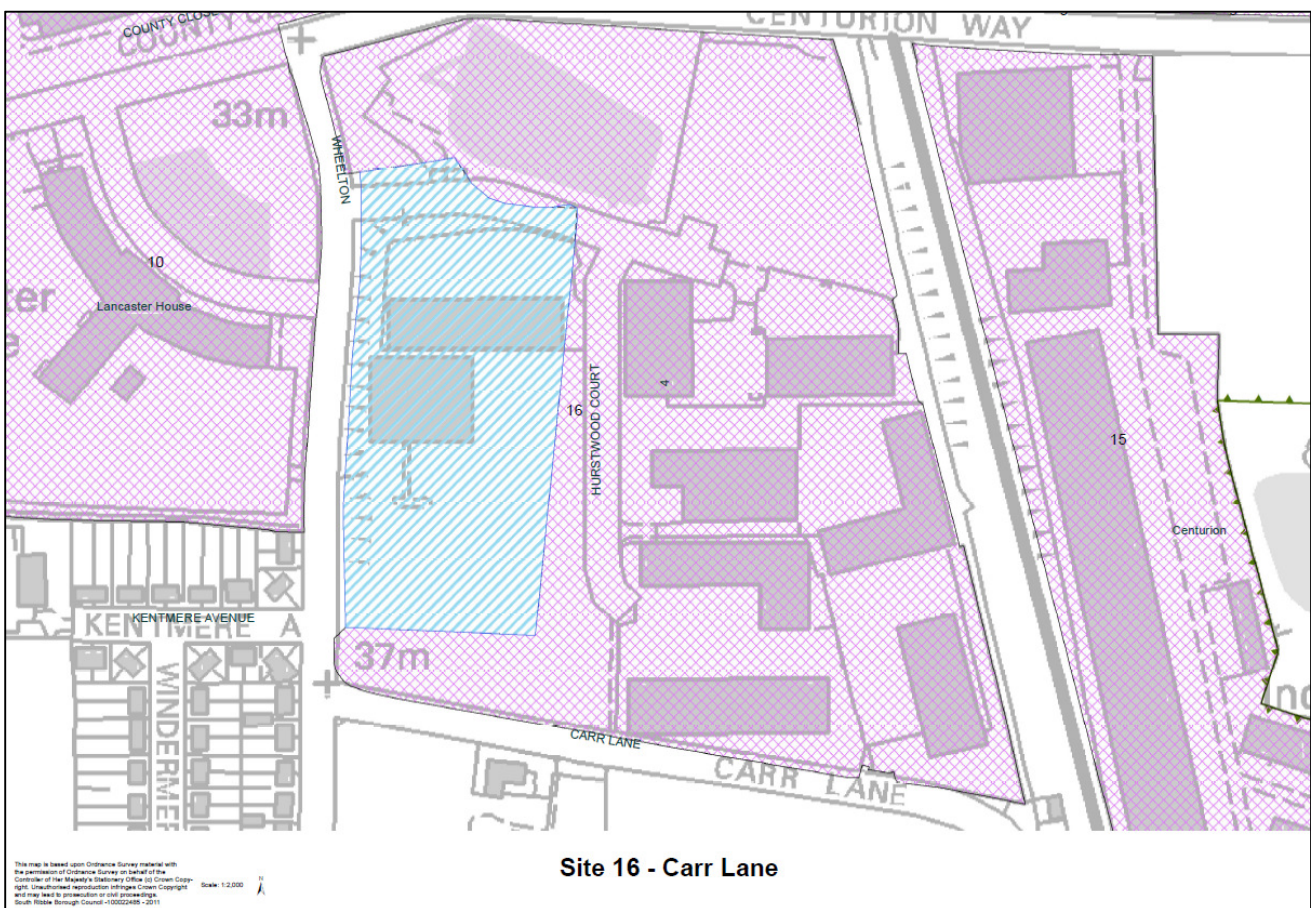 COUNTY CLOSE
COUNTY C
CENTURION WAY
33m
WHEELTON
10
Lancaster House
ter
e
HURSTWOOD COURT
4
16
15
Centurion
KENTMERE AVENUE
KENTMERE A
37m
WINDERMER
CARR LANE
CARR LANE
Site 16 - Carr Lane
This map is based upon Ordnance Survey material with
the permission of Ordnance Survey on behalf of the
Controller of Her Majesty's Stationery Office (c) Crown Copy-
right. Unauthorised reproduction infringes Crown Copyright
and may lead to prosecution or civil proceedings.
South Ribble Borough Council -100022485 - 2011
Scale: 1:2,000
N